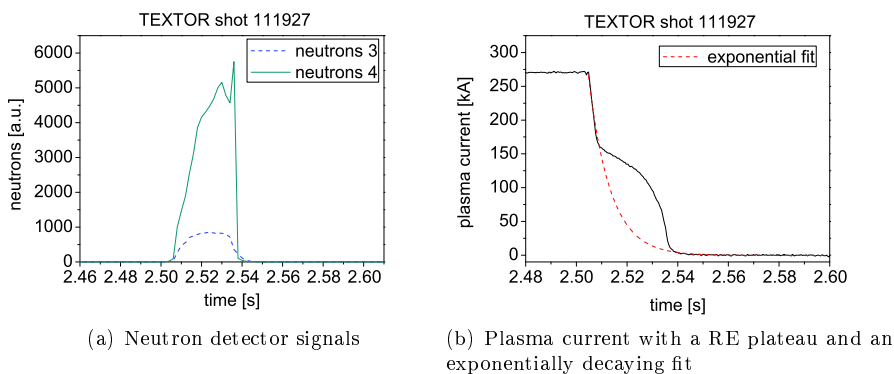 TEXTOR shot 111927
6000
5000
4000
3000
2000
1000
0
neutrons [a.u.]
neutrons 3
neutrons 4
2.46 2.48 2.50 2.52 2.54 2.56 2.58 2.60
time [s]
(a) Neutron detector signals
TEXTOR shot 111927
300
250
200
150
100
50
0
plasma current [kA]
exponential fit
2.48 2.50 2.52 2.54 2.56 2.58 2.60
time [s]
(b) Plasma current with a RE plateau and an
exponentially decaying fit